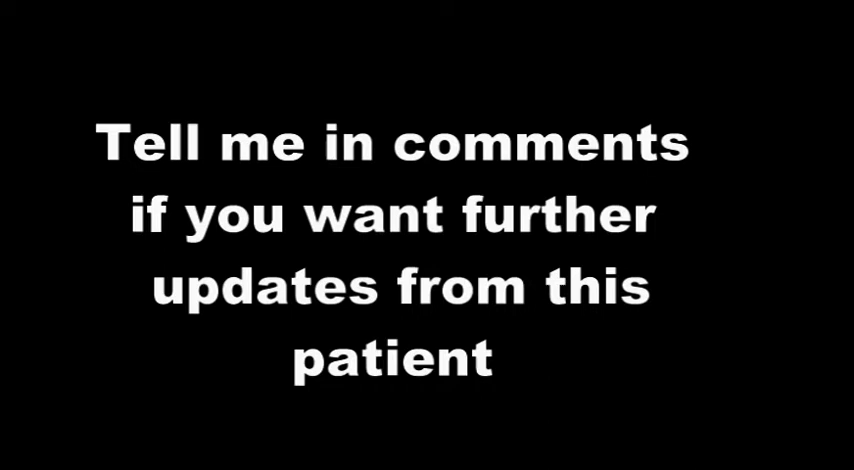 Tell me in comments
if you want further
updates from this
patient